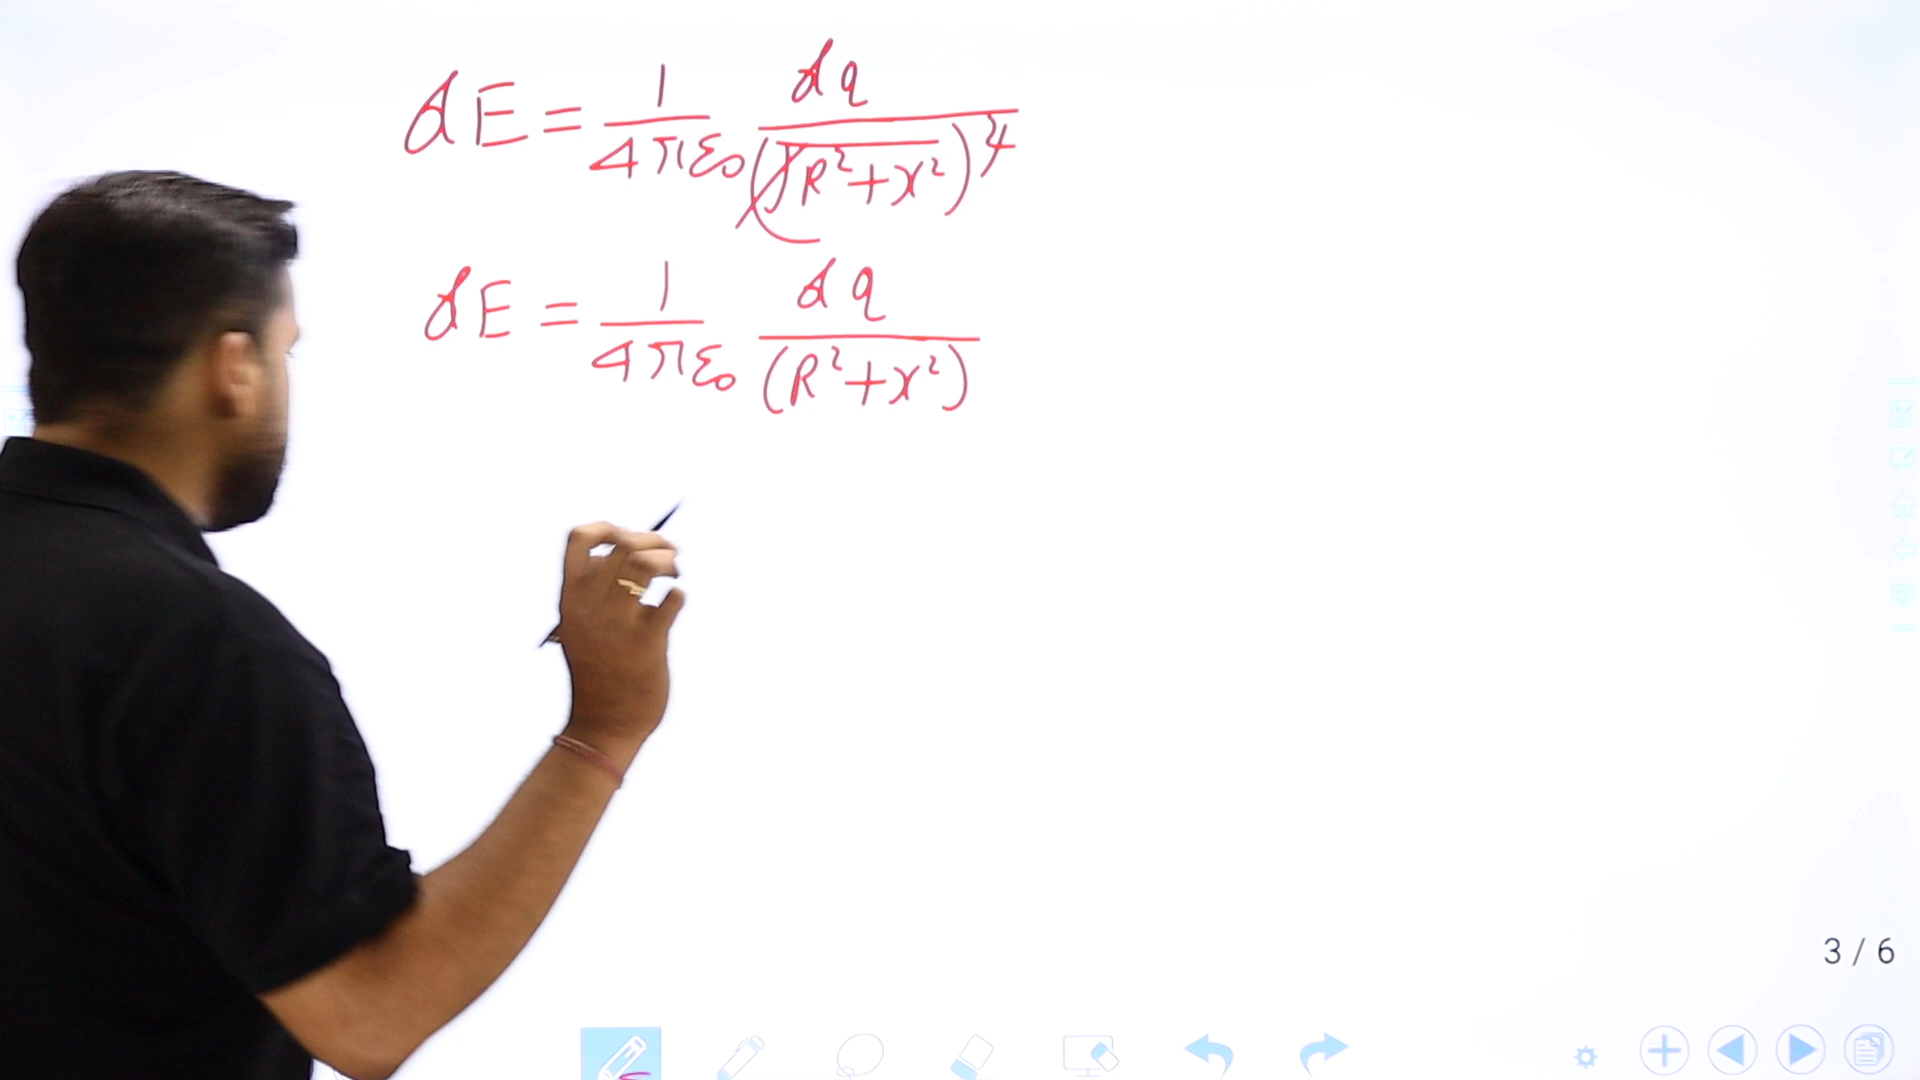 dE = 1/4πε₀ dq/(√R²+x²)²
dE = 1/4πε₀ dq/(R²+x²)
3 / 6